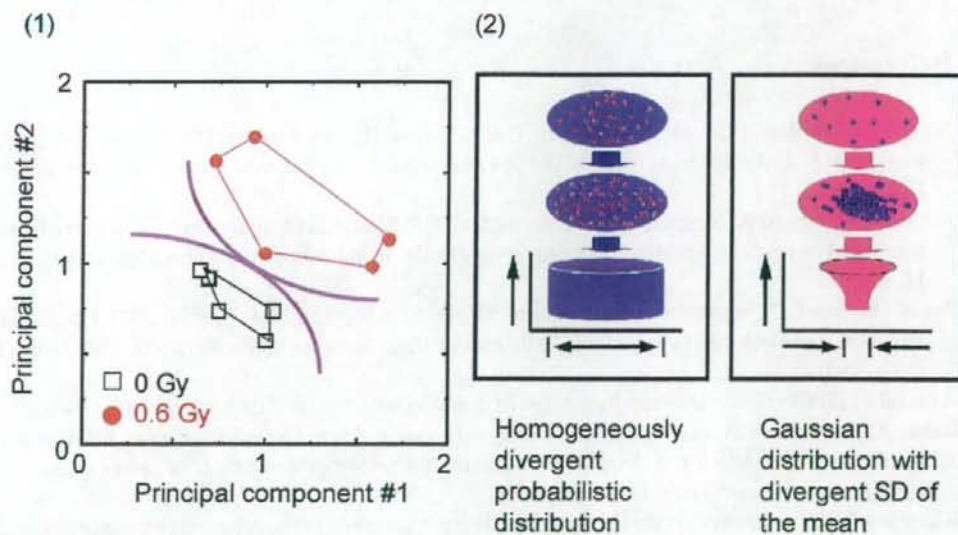 (1)
(2)
Principal component #2
2
1
0
0 Gy
0.6 Gy
0
1
2
Principal component #1
Homogeneously
divergent
probabilistic
distribution
Gaussian
distribution with
divergent SD of
the mean